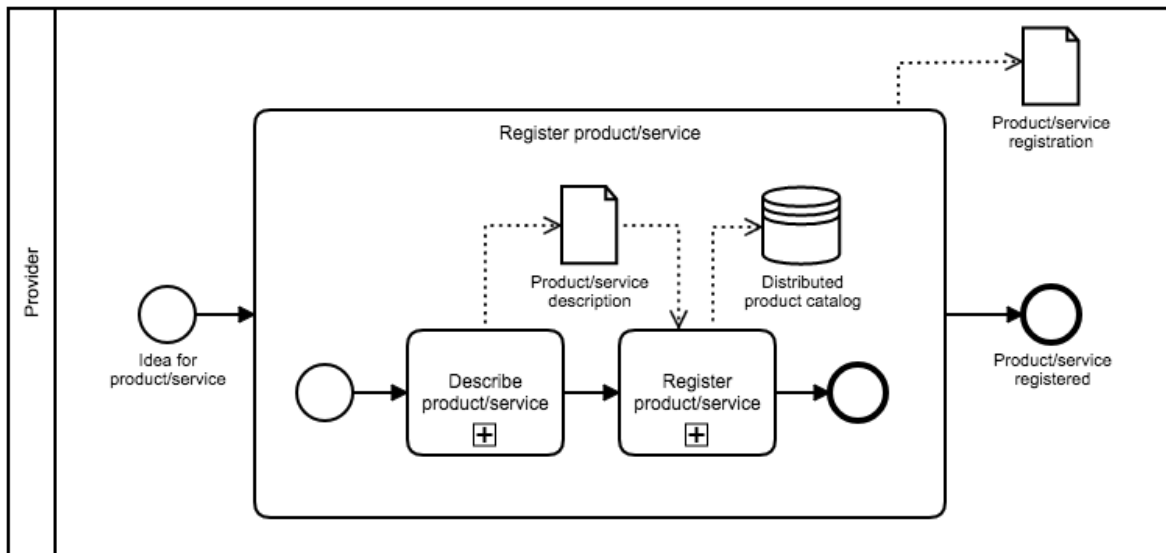 Provider
Idea for
product/service
Register product/service
Describe
product/service
Product/service
description
Register
product/service
Distributed
product catalog
Product/service
registration
Product/service
registered